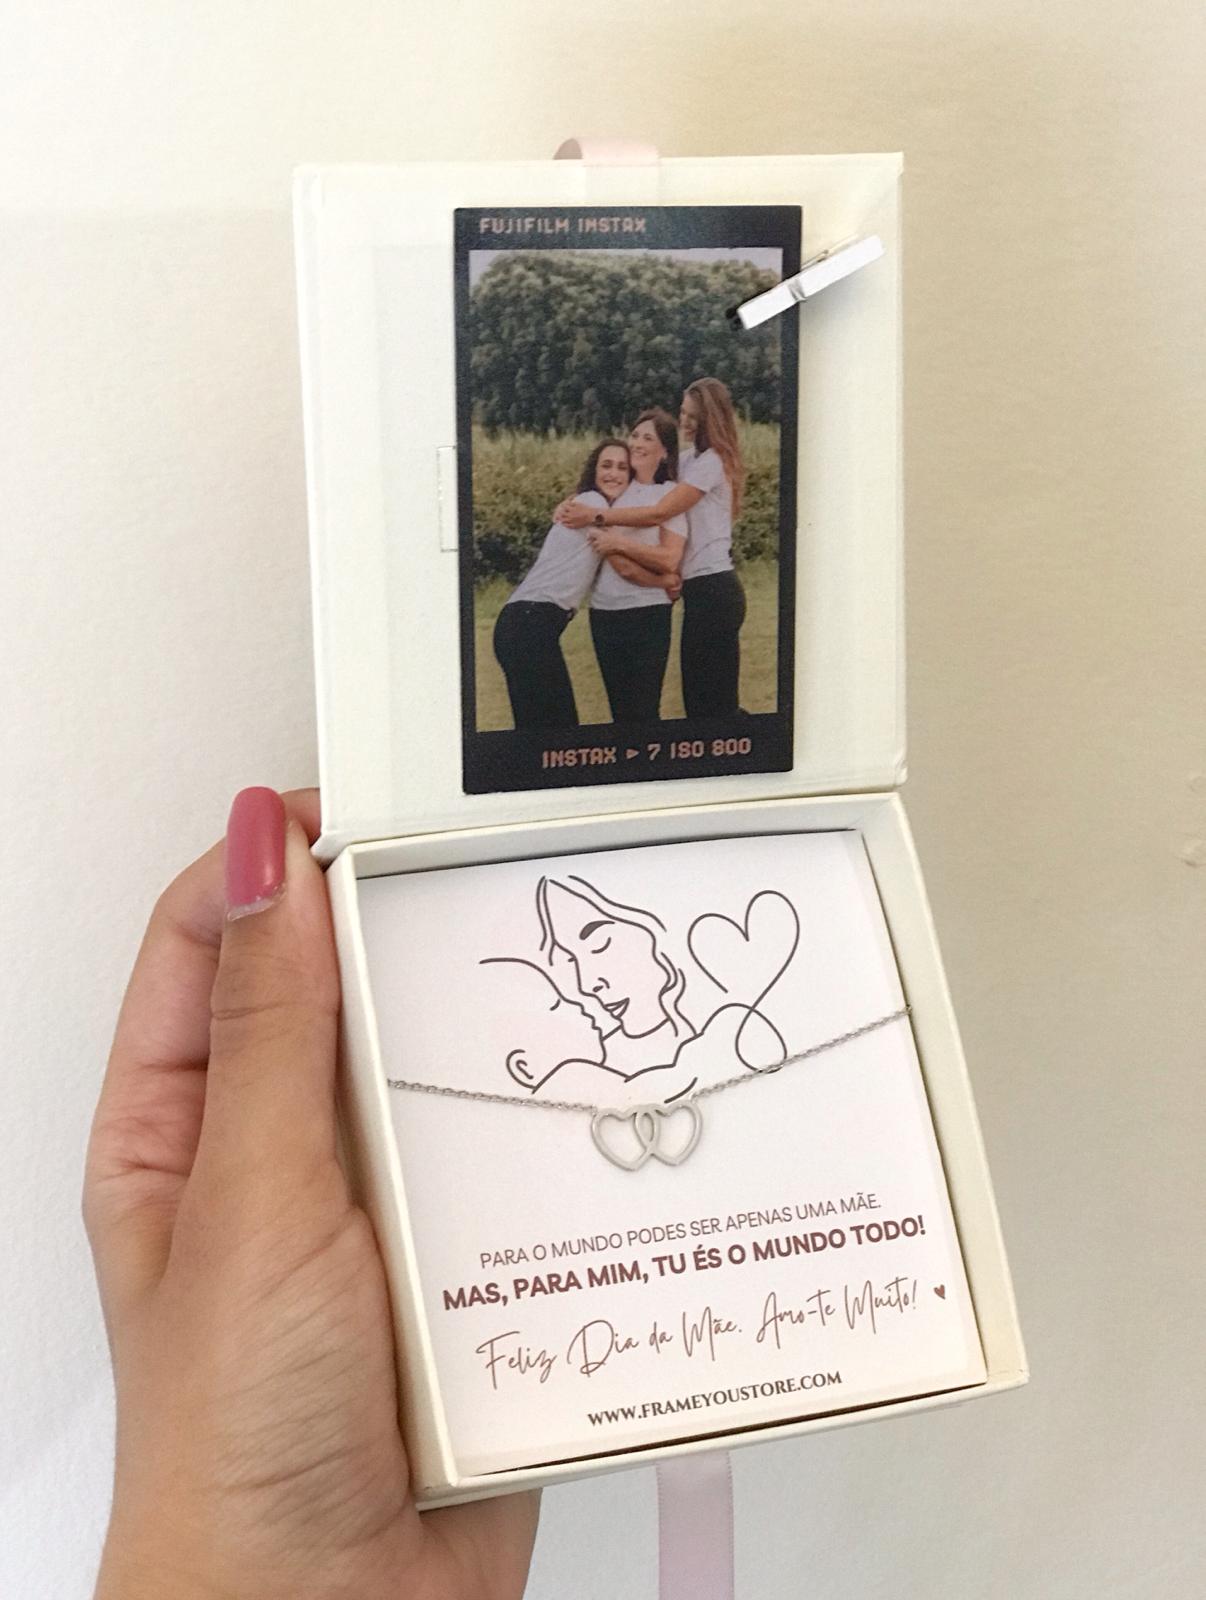 FUJIFILM INSTAX
INSTAX ▻ 7 ISO 800
PARA O MUNDO PODES SER APENAS UMA MÃE.
MAS, PARA MIM, TU ÉS O MUNDO TODO!
Feliz Dia da Mãe. Amo-te Muito! ♥
WWW.FRAMEYOUSTORE.COM